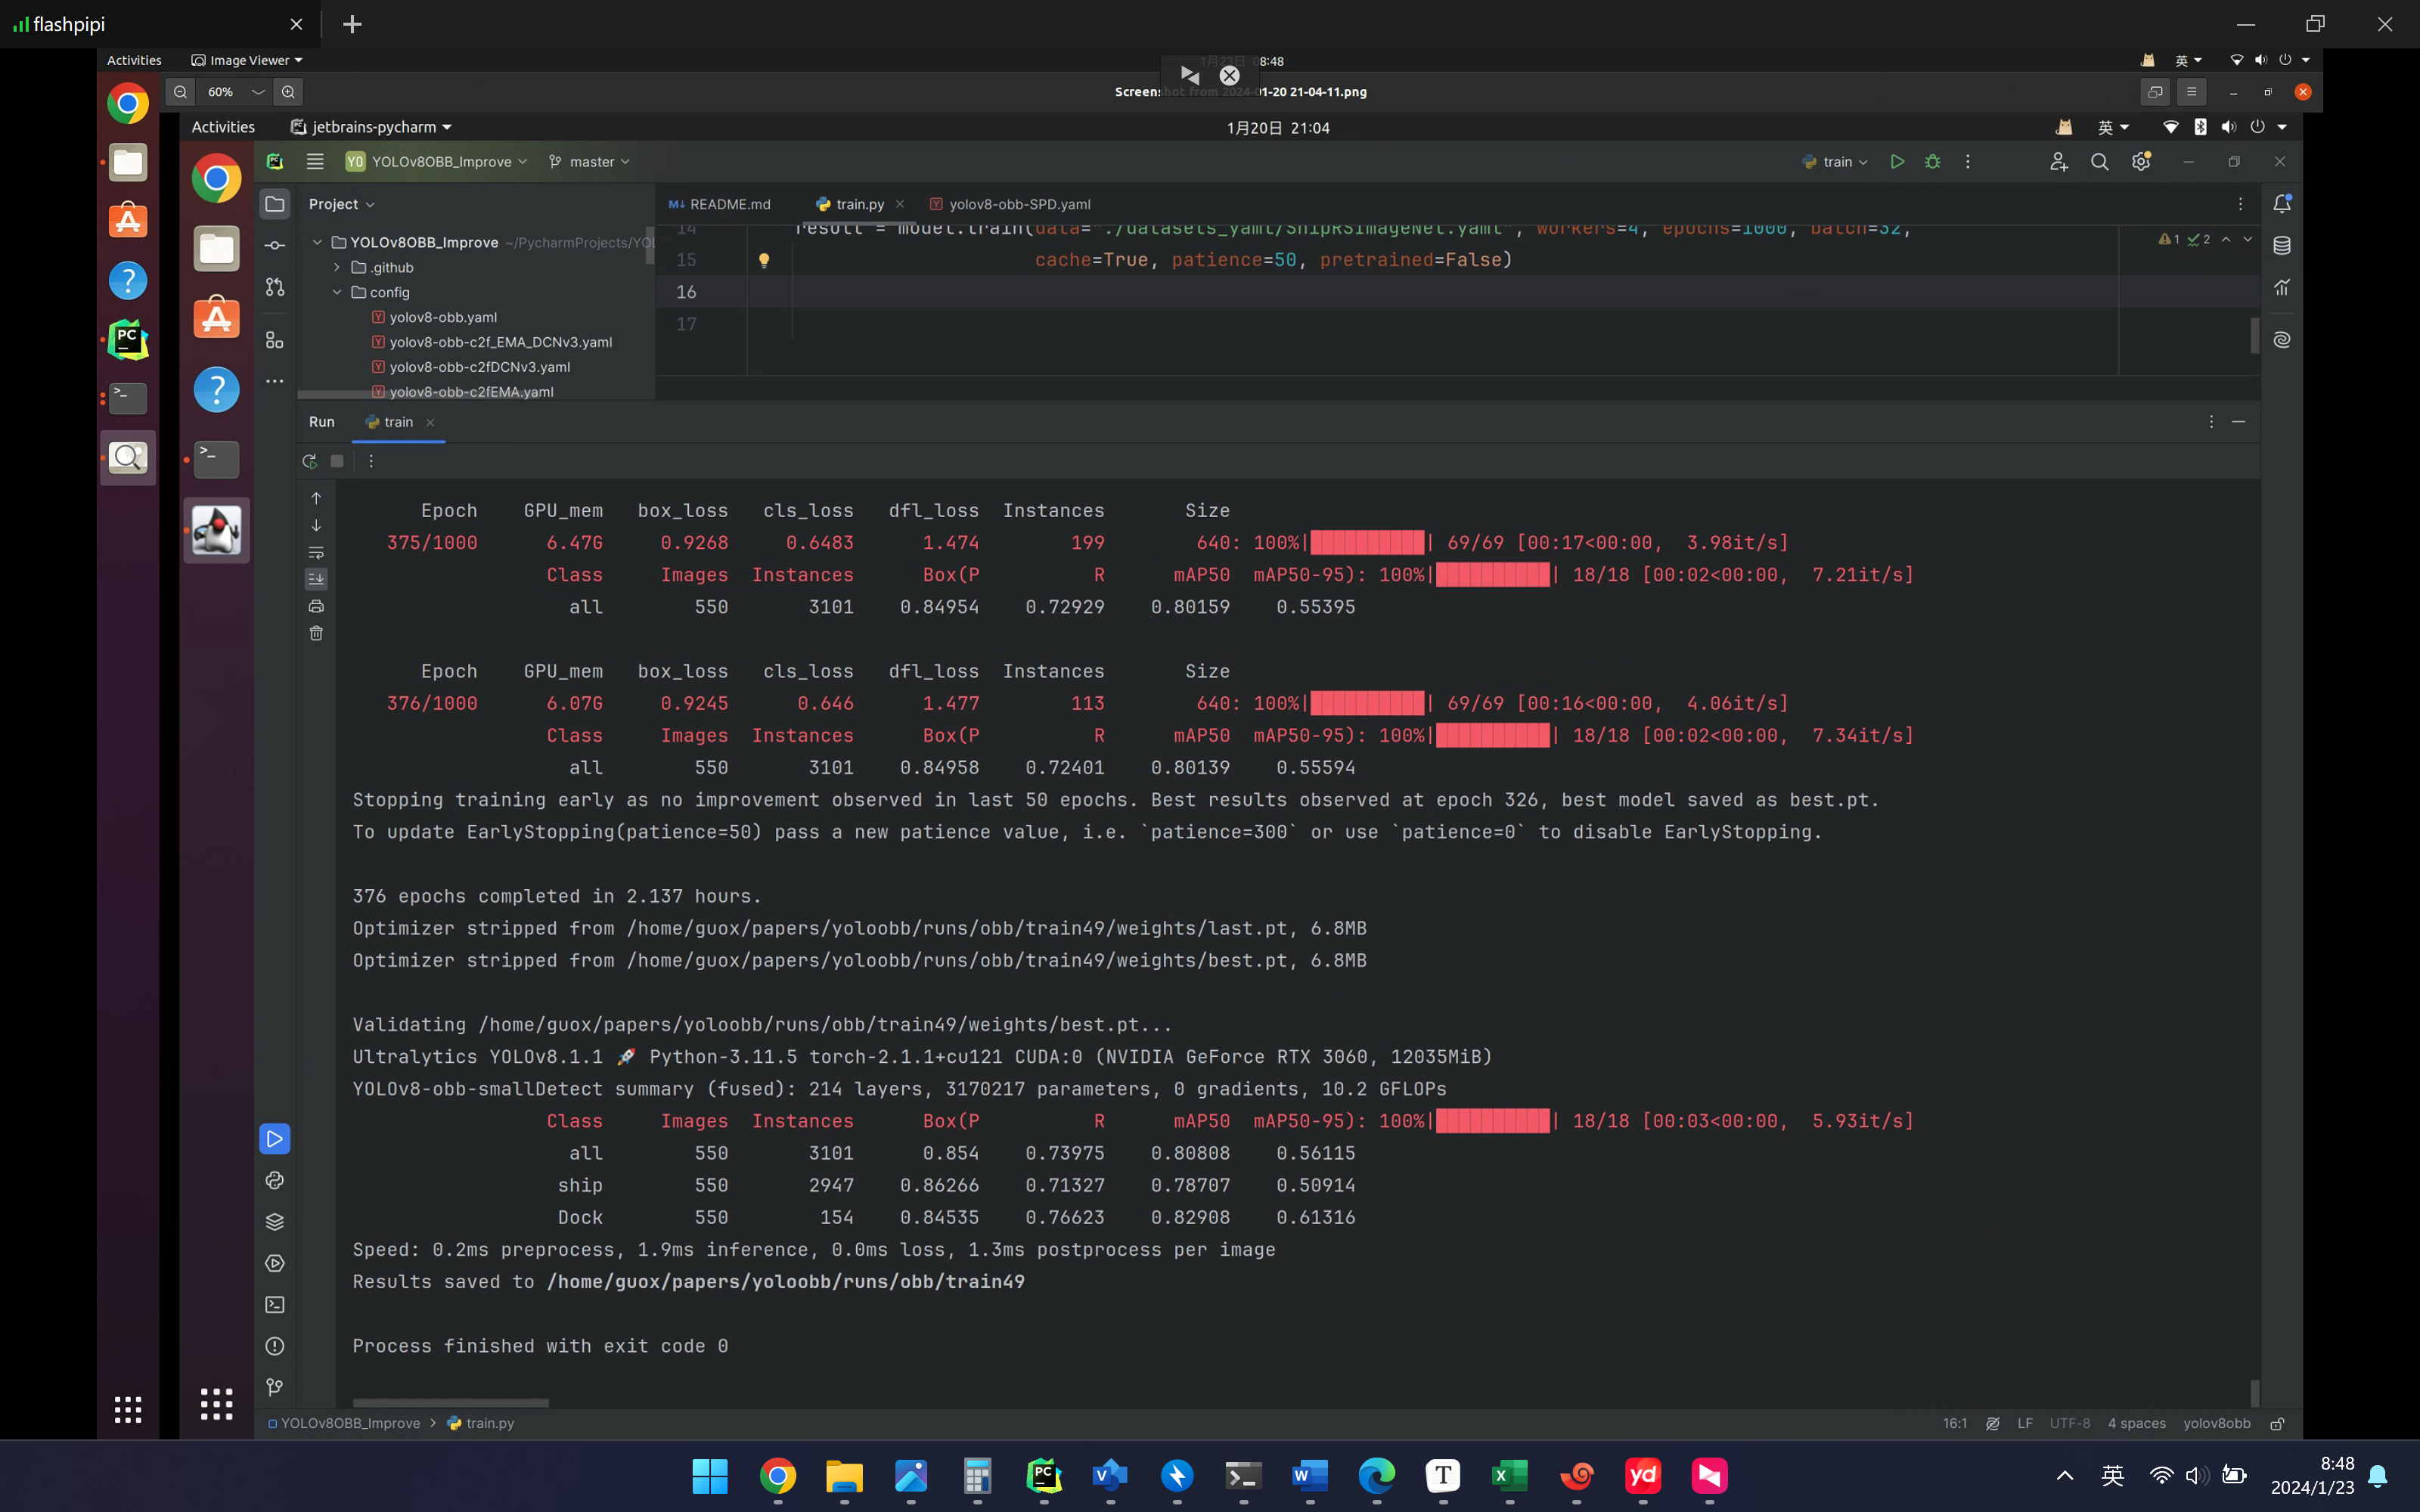 flashpipi
Activities Image Viewer 1月23日 08:48 英
60% Screenshot from 2024-01-20 21-04-11.png
Activities jetbrains-pycharm 1月20日 21:04 英
YO YOLOv8OBB_Improve master train
Project README.md train.py yolov8-obb-SPD.yaml
YOLOv8OBB_Improve ~/PycharmProjects/YOL
.github
config
yolov8-obb.yaml
yolov8-obb-c2f_EMA_DCNv3.yaml
yolov8-obb-c2fDCNv3.yaml
yolov8-obb-c2fEMA.yaml
14 result = model.train(data="./datasets_yaml/ShipRSImageNet.yaml", workers=4, epochs=1000, batch=32,
15 cache=True, patience=50, pretrained=False)
16
17
1 2
Run train
Epoch GPU_mem box_loss cls_loss dfl_loss Instances Size
375/1000 6.47G 0.9268 0.6483 1.474 199 640: 100%|██████████| 69/69 [00:17<00:00, 3.98it/s]
Class Images Instances Box(P R mAP50 mAP50-95): 100%|██████████| 18/18 [00:02<00:00, 7.21it/s]
all 550 3101 0.84954 0.72929 0.80159 0.55395
Epoch GPU_mem box_loss cls_loss dfl_loss Instances Size
376/1000 6.07G 0.9245 0.646 1.477 113 640: 100%|██████████| 69/69 [00:16<00:00, 4.06it/s]
Class Images Instances Box(P R mAP50 mAP50-95): 100%|██████████| 18/18 [00:02<00:00, 7.34it/s]
all 550 3101 0.84958 0.72401 0.80139 0.55594
Stopping training early as no improvement observed in last 50 epochs. Best results observed at epoch 326, best model saved as best.pt.
To update EarlyStopping(patience=50) pass a new patience value, i.e. `patience=300` or use `patience=0` to disable EarlyStopping.
376 epochs completed in 2.137 hours.
Optimizer stripped from /home/guox/papers/yoloobb/runs/obb/train49/weights/last.pt, 6.8MB
Optimizer stripped from /home/guox/papers/yoloobb/runs/obb/train49/weights/best.pt, 6.8MB
Validating /home/guox/papers/yoloobb/runs/obb/train49/weights/best.pt...
Ultralytics YOLOv8.1.1 🚀 Python-3.11.5 torch-2.1.1+cu121 CUDA:0 (NVIDIA GeForce RTX 3060, 12035MiB)
YOLOv8-obb-smallDetect summary (fused): 214 layers, 3170217 parameters, 0 gradients, 10.2 GFLOPs
Class Images Instances Box(P R mAP50 mAP50-95): 100%|██████████| 18/18 [00:03<00:00, 5.93it/s]
all 550 3101 0.854 0.73975 0.80808 0.56115
ship 550 2947 0.86266 0.71327 0.78707 0.50914
Dock 550 154 0.84535 0.76623 0.82908 0.61316
Speed: 0.2ms preprocess, 1.9ms inference, 0.0ms loss, 1.3ms postprocess per image
Results saved to /home/guox/papers/yoloobb/runs/obb/train49
Process finished with exit code 0
YOLOv8OBB_Improve > train.py 16:1 LF UTF-8 4 spaces yolov8obb
英 8:48
2024/1/23